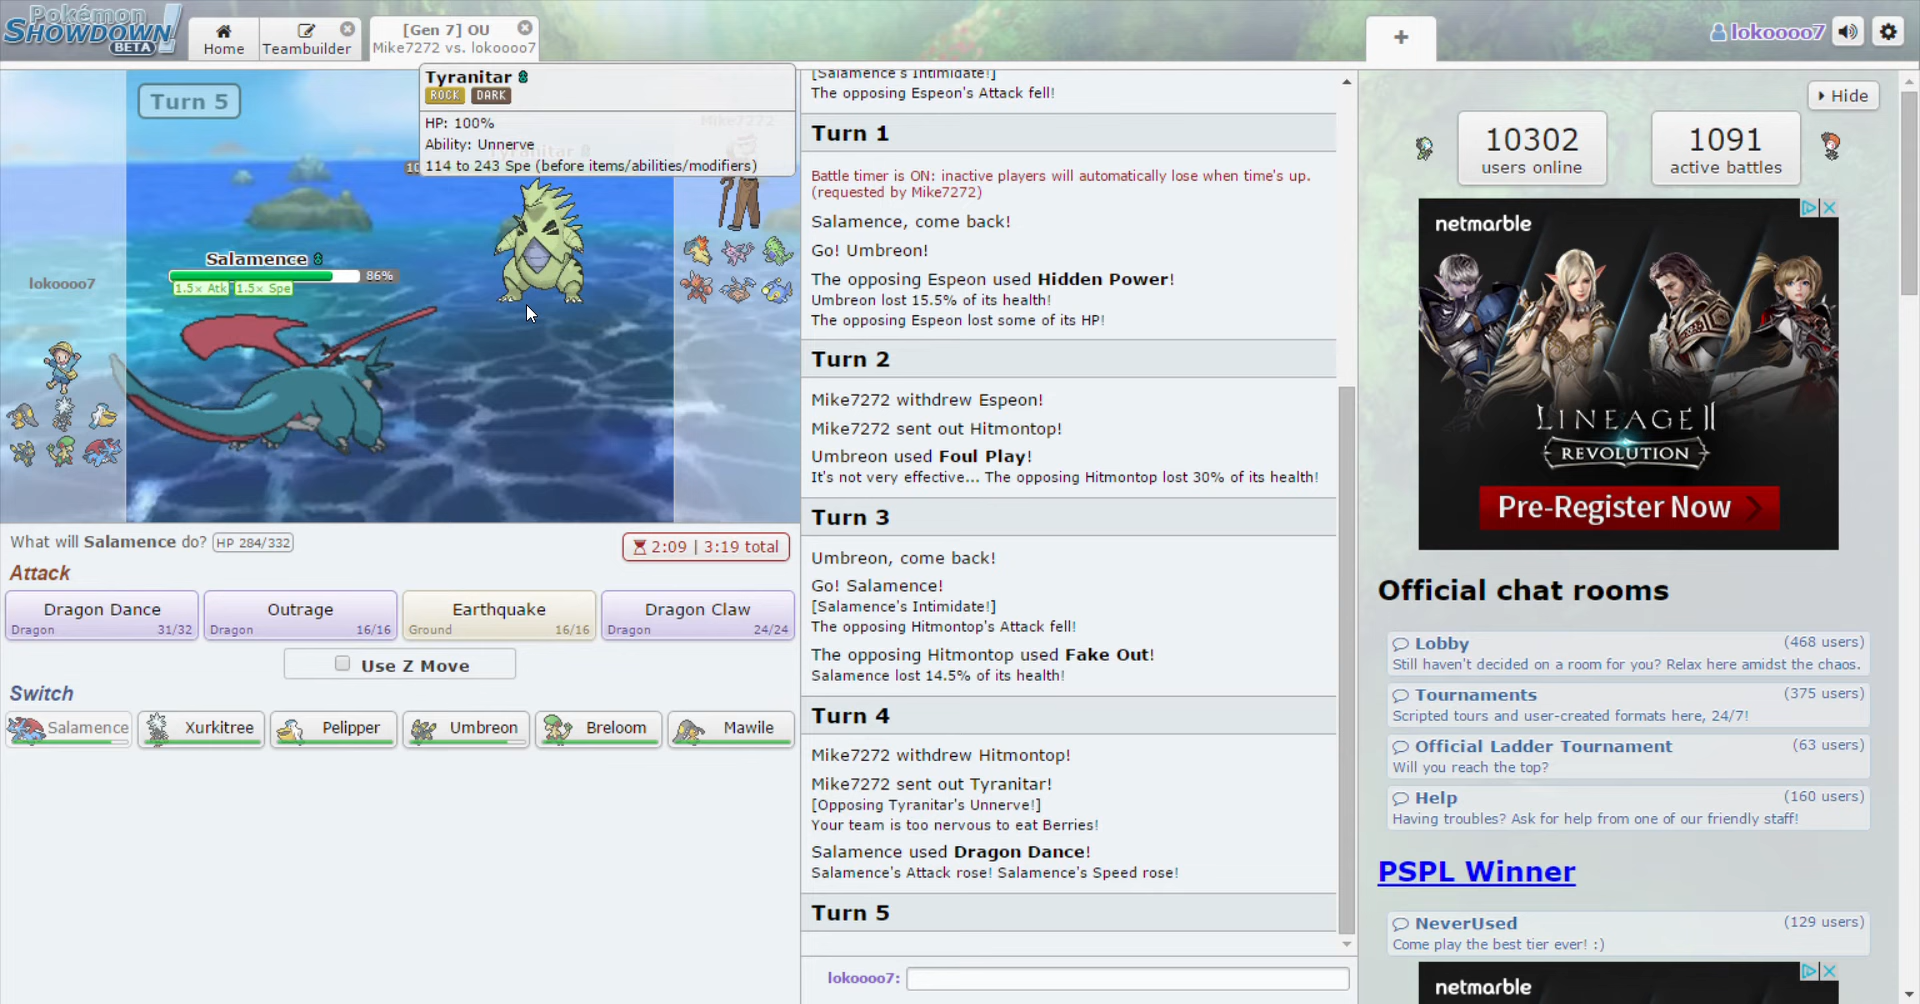 Pokémon
SHOWDOWN!
BETA
Home
Teambuilder
[Gen 7] OU
Mike7272 vs. lokoooo7
+
lokoooo7
Turn 5
Tyranitar
ROCK DARK
HP: 100%
Ability: Unnerve
114 to 243 Spe (before items/abilities/modifiers)
Mike7272
Tyranitar
Salamence
86%
1.5× Atk 1.5× Spe
lokoooo7
What will Salamence do? HP 284/332
2:09 | 3:19 total
Attack
Dragon Dance
Dragon 31/32
Outrage
Dragon 16/16
Earthquake
Ground 16/16
Dragon Claw
Dragon 24/24
Use Z Move
Switch
Salamence
Xurkitree
Pelipper
Umbreon
Breloom
Mawile
[Salamence's Intimidate!]
The opposing Espeon's Attack fell!
Turn 1
Battle timer is ON: inactive players will automatically lose when time's up.
(requested by Mike7272)
Salamence, come back!
Go! Umbreon!
The opposing Espeon used Hidden Power!
Umbreon lost 15.5% of its health!
The opposing Espeon lost some of its HP!
Turn 2
Mike7272 withdrew Espeon!
Mike7272 sent out Hitmontop!
Umbreon used Foul Play!
It's not very effective... The opposing Hitmontop lost 30% of its health!
Turn 3
Umbreon, come back!
Go! Salamence!
[Salamence's Intimidate!]
The opposing Hitmontop's Attack fell!
The opposing Hitmontop used Fake Out!
Salamence lost 14.5% of its health!
Turn 4
Mike7272 withdrew Hitmontop!
Mike7272 sent out Tyranitar!
[Opposing Tyranitar's Unnerve!]
Your team is too nervous to eat Berries!
Salamence used Dragon Dance!
Salamence's Attack rose! Salamence's Speed rose!
Turn 5
lokoooo7:
Hide
10302
users online
1091
active battles
netmarble
LINEAGE II
REVOLUTION
Pre-Register Now
Official chat rooms
Lobby (468 users)
Still haven't decided on a room for you? Relax here amidst the chaos.
Tournaments (375 users)
Scripted tours and user-created formats here, 24/7!
Official Ladder Tournament (63 users)
Will you reach the top?
Help (160 users)
Having troubles? Ask for help from one of our friendly staff!
PSPL Winner
NeverUsed (129 users)
Come play the best tier ever! :)
netmarble